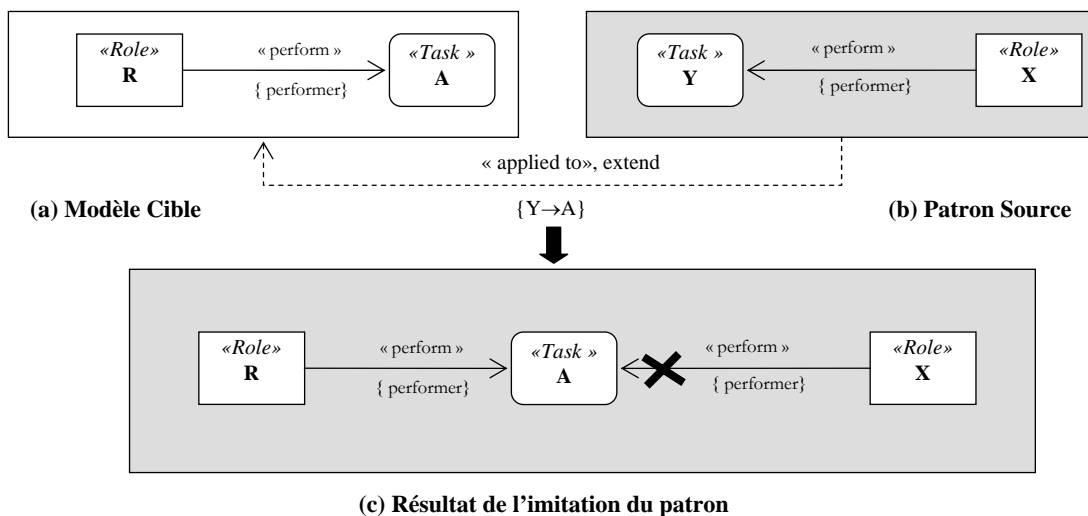 «Role»
R
« perform »
{ performer}
«Task »
A
«Task »
Y
« perform »
{ performer}
«Role»
X
« applied to», extend
(a) Modèle Cible
{Y→A}
(b) Patron Source
«Role»
R
« perform »
{ performer}
«Task »
A
« perform »
{ performer}
«Role»
X
(c) Résultat de l'imitation du patron